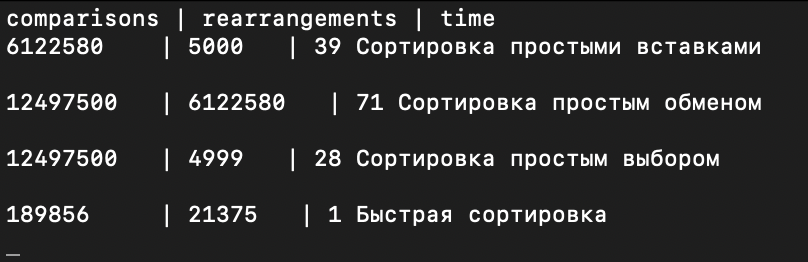 comparisons | rearrangements | time
6122580 | 5000 | 39 Сортировка простыми вставками
12497500 | 6122580 | 71 Сортировка простым обменом
12497500 | 4999 | 28 Сортировка простым выбором
189856 | 21375 | 1 Быстрая сортировка